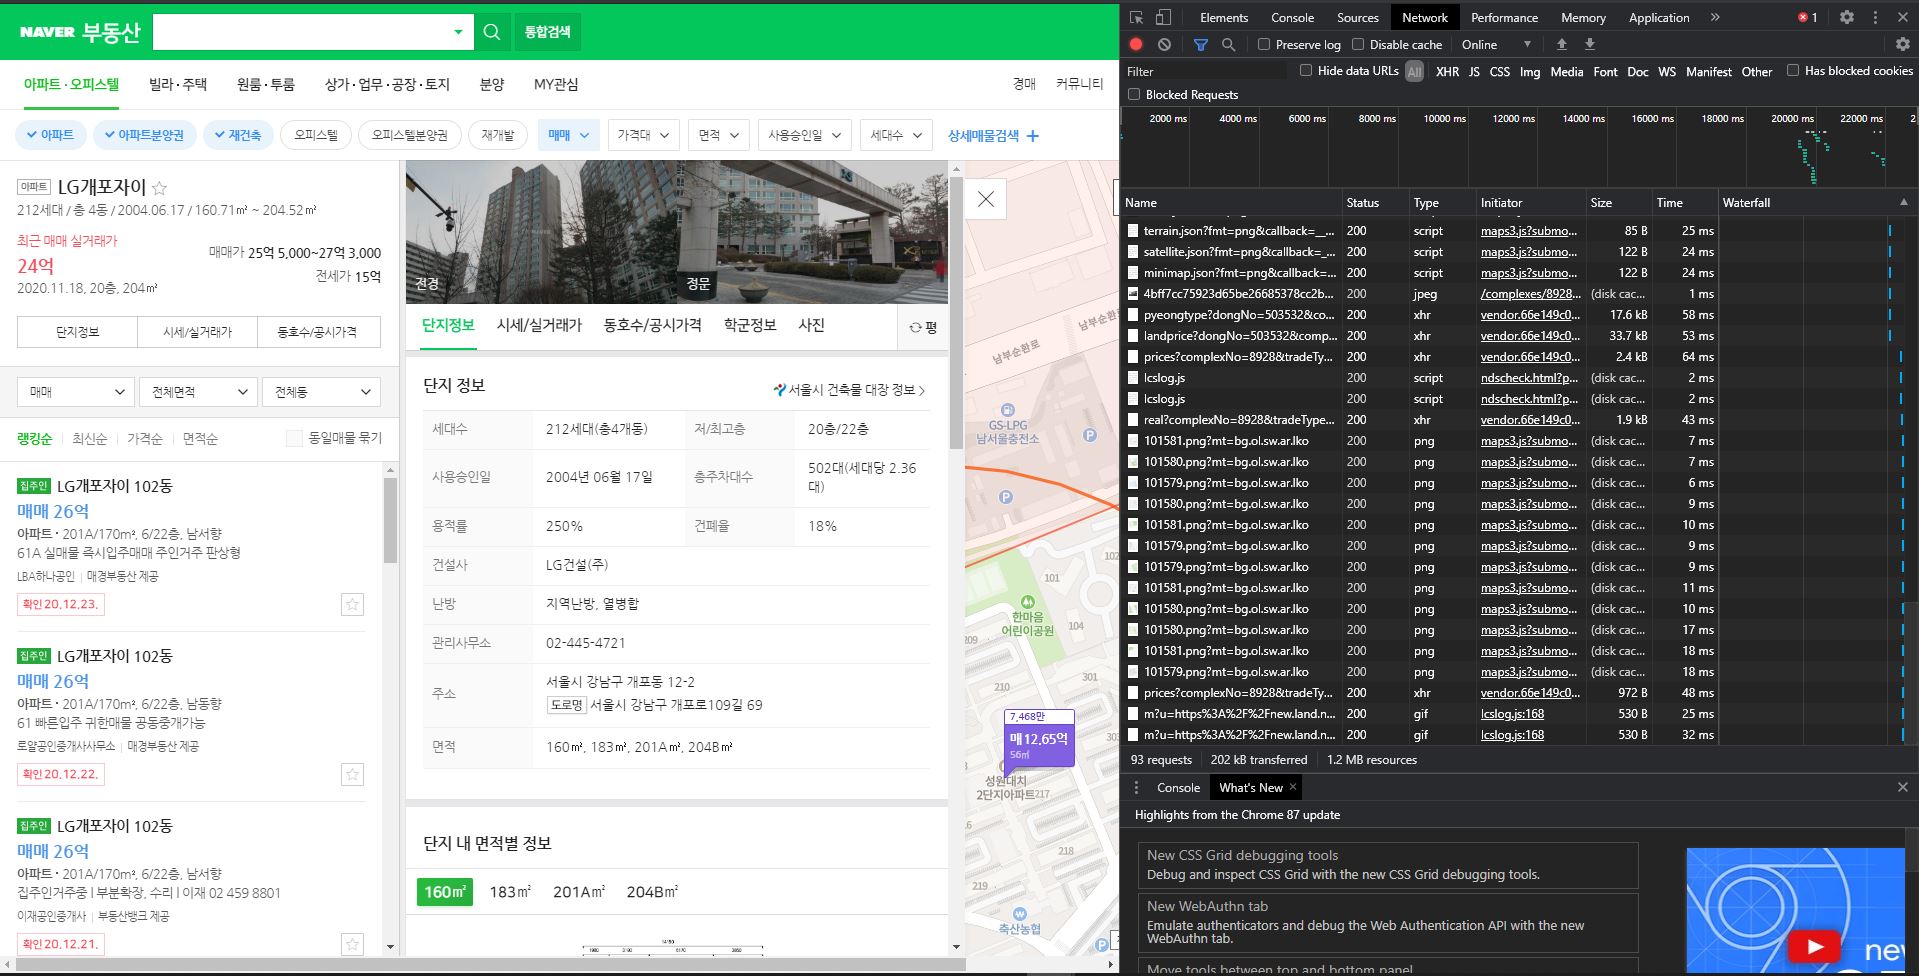 NAVER 부동산
통합검색
아파트·오피스텔 빌라·주택 원룸·투룸 상가·업무·공장·토지 분양 MY관심 경매 커뮤니티
아파트 아파트분양권 재건축 오피스텔 오피스텔분양권 재개발 매매 가격대 면적 사용승인일 세대수 상세매물검색
아파트 LG개포자이
212세대 / 총 4동 / 2004.06.17 / 160.71㎡ ~ 204.52㎡
최근 매매 실거래가
24억
2020.11.18, 20층, 204㎡
매매가 25억 5,000~27억 3,000
전세가 15억
단지정보 시세/실거래가 동호수/공시가격
매매 전체면적 전체동
랭킹순 최신순 가격순 면적순 동일매물 묶기
집주인 LG개포자이 102동
매매 26억
아파트 · 201A/170m², 6/22층, 남서향
61A 실매물 즉시입주매매 주인거주 판상형
LBA하나공인 매경부동산 제공
확인 20.12.23.
집주인 LG개포자이 102동
매매 26억
아파트 · 201A/170m², 6/22층, 남동향
61 빠른입주 귀한매물 공동중개가능
로얄공인중개사사무소 매경부동산 제공
확인 20.12.22.
집주인 LG개포자이 102동
매매 26억
아파트 · 201A/170m², 6/22층, 남서향
집주인거주중 l 부분확장, 수리 l 이재 02 459 8801
이재공인중개사 부동산뱅크 제공
확인 20.12.21.
전경
정문
단지정보 시세/실거래가 동호수/공시가격 학군정보 사진 평
단지 정보
서울시 건축물 대장 정보
세대수 212세대(총4개동) 저/최고층 20층/22층
사용승인일 2004년 06월 17일 총주차대수 502대(세대당 2.36
대)
용적률 250% 건폐율 18%
건설사 LG건설(주)
난방 지역난방, 열병합
관리사무소 02-445-4721
주소 서울시 강남구 개포동 12-2
도로명 서울시 강남구 개포로109길 69
면적 160㎡, 183㎡, 201A㎡, 204B㎡
단지 내 면적별 정보
160㎡ 183㎡ 201A㎡ 204B㎡
남부순환로
GS-LPG
남서울충전소
P
P
101
한마음
어린이공원
104
209
301
210
7,468만
매 12.65억
56㎡
성원대치
2단지아파트
217
211
218
219
축산농협
P
Elements Console Sources Network Performance Memory Application » 1
Preserve log Disable cache Online
Filter Hide data URLs All XHR JS CSS Img Media Font Doc WS Manifest Other Has blocked cookies
Blocked Requests
2000 ms 4000 ms 6000 ms 8000 ms 10000 ms 12000 ms 14000 ms 16000 ms 18000 ms 20000 ms 22000 ms 2
Name Status Type Initiator Size Time Waterfall
terrain.json?fmt=png&callback=__... 200 script maps3.js?submo... 85 B 25 ms
satellite.json?fmt=png&callback=_... 200 script maps3.js?submo... 122 B 24 ms
minimap.json?fmt=png&callback=... 200 script maps3.js?submo... 122 B 24 ms
4bff7cc75923d65be26685378cc2b... 200 jpeg /complexes/8928... (disk cac... 1 ms
pyeongtype?dongNo=503532&co... 200 xhr vendor.66e149c0... 17.6 kB 58 ms
landprice?dongNo=503532&comp... 200 xhr vendor.66e149c0... 33.7 kB 53 ms
prices?complexNo=8928&tradeTy... 200 xhr vendor.66e149c0... 2.4 kB 64 ms
lcslog.js 200 script ndscheck.html?p... (disk cac... 2 ms
lcslog.js 200 script ndscheck.html?p... (disk cac... 2 ms
real?complexNo=8928&tradeType... 200 xhr vendor.66e149c0... 1.9 kB 43 ms
101581.png?mt=bg.ol.sw.ar.lko 200 png maps3.js?submo... (disk cac... 7 ms
101580.png?mt=bg.ol.sw.ar.lko 200 png maps3.js?submo... (disk cac... 7 ms
101579.png?mt=bg.ol.sw.ar.lko 200 png maps3.js?submo... (disk cac... 6 ms
101580.png?mt=bg.ol.sw.ar.lko 200 png maps3.js?submo... (disk cac... 9 ms
101581.png?mt=bg.ol.sw.ar.lko 200 png maps3.js?submo... (disk cac... 10 ms
101579.png?mt=bg.ol.sw.ar.lko 200 png maps3.js?submo... (disk cac... 9 ms
101579.png?mt=bg.ol.sw.ar.lko 200 png maps3.js?submo... (disk cac... 9 ms
101581.png?mt=bg.ol.sw.ar.lko 200 png maps3.js?submo... (disk cac... 11 ms
101580.png?mt=bg.ol.sw.ar.lko 200 png maps3.js?submo... (disk cac... 10 ms
101580.png?mt=bg.ol.sw.ar.lko 200 png maps3.js?submo... (disk cac... 17 ms
101581.png?mt=bg.ol.sw.ar.lko 200 png maps3.js?submo... (disk cac... 18 ms
101579.png?mt=bg.ol.sw.ar.lko 200 png maps3.js?submo... (disk cac... 18 ms
prices?complexNo=8928&tradeTy... 200 xhr vendor.66e149c0... 972 B 48 ms
m?u=https%3A%2F%2Fnew.land.n... 200 gif lcslog.js:168 530 B 25 ms
m?u=https%3A%2F%2Fnew.land.n... 200 gif lcslog.js:168 530 B 32 ms
93 requests 202 kB transferred 1.2 MB resources
Console What's New
Highlights from the Chrome 87 update
New CSS Grid debugging tools
Debug and inspect CSS Grid with the new CSS Grid debugging tools.
New WebAuthn tab
Emulate authenticators and debug the Web Authentication API with the new
WebAuthn tab.
Move tools between top and bottom panel
new